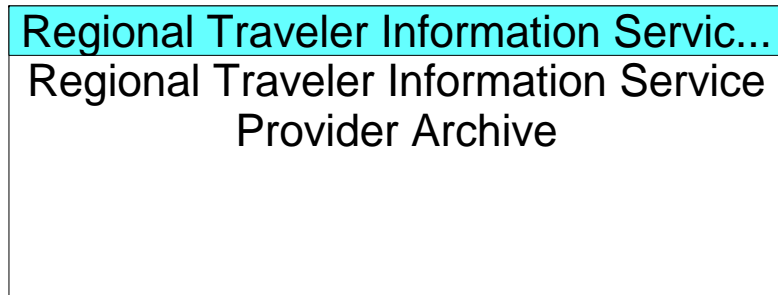 Regional Traveler Information Servic...
Regional Traveler Information Service
Provider Archive